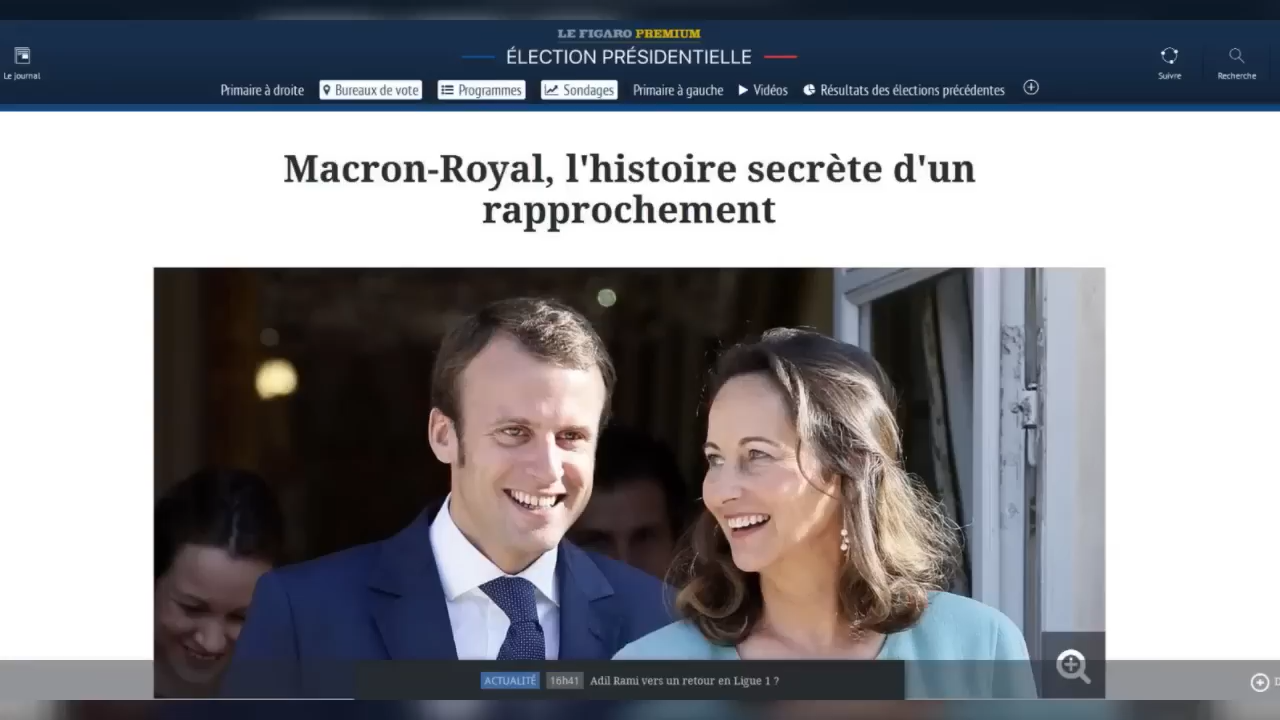 LE FIGARO PREMIUM
ÉLECTION PRÉSIDENTIELLE
Le journal
Suivre
Recherche
Primaire à droite Bureaux de vote Programmes Sondages Primaire à gauche Vidéos Résultats des élections précédentes
Macron-Royal, l'histoire secrète d'un
rapprochement
ACTUALITÉ 16h41 Adil Rami vers un retour en Ligue 1 ?